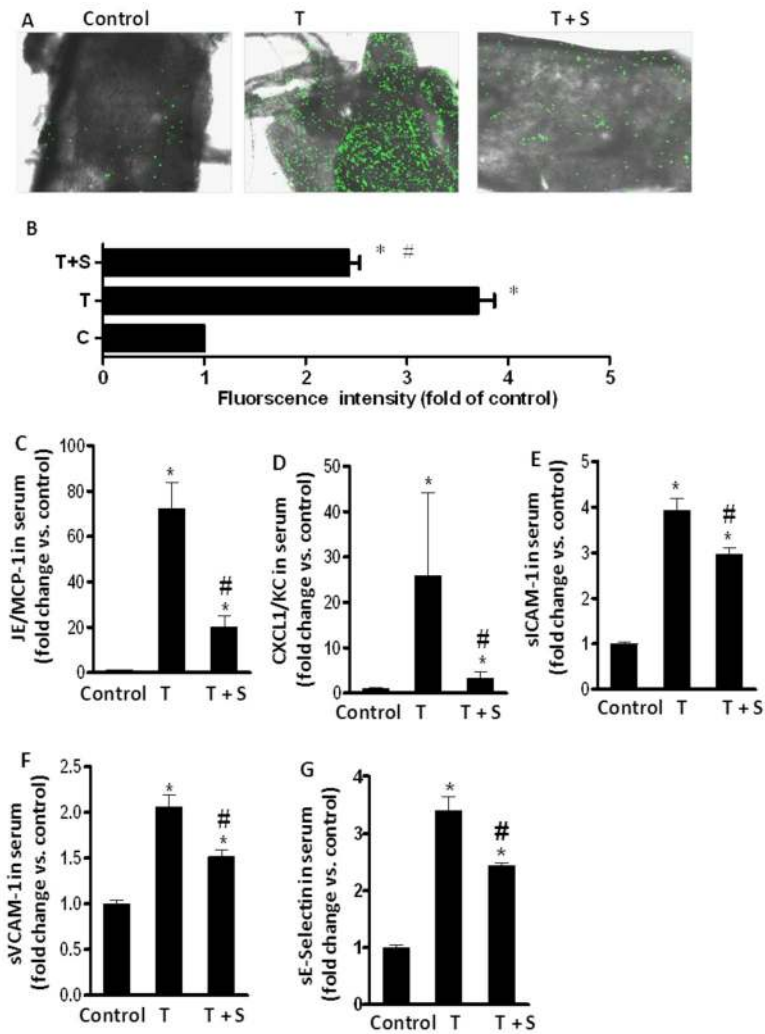 A
Control
T
T + S
B
T+S
* #
T
*
C
0
1
2
3
4
5
Fluorscence intensity (fold of control)
C
JE/MCP-1 in serum
(fold change vs. control)
100
80
60
40
20
0
*
#
*
Control T T + S
D
CXCL1/KC in serum
(fold change vs. control)
50
40
30
20
10
0
*
#
*
Control T T + S
E
sICAM-1 in serum
(fold change vs. control)
5
4
3
2
1
0
*
#
*
Control T T + S
F
sVCAM-1 in serum
(fold change vs. control)
2.5
2.0
1.5
1.0
0.5
0.0
*
#
*
Control T T + S
G
sE-Selectin in serum
(fold change vs. control)
4
3
2
1
0
*
#
*
Control T T + S